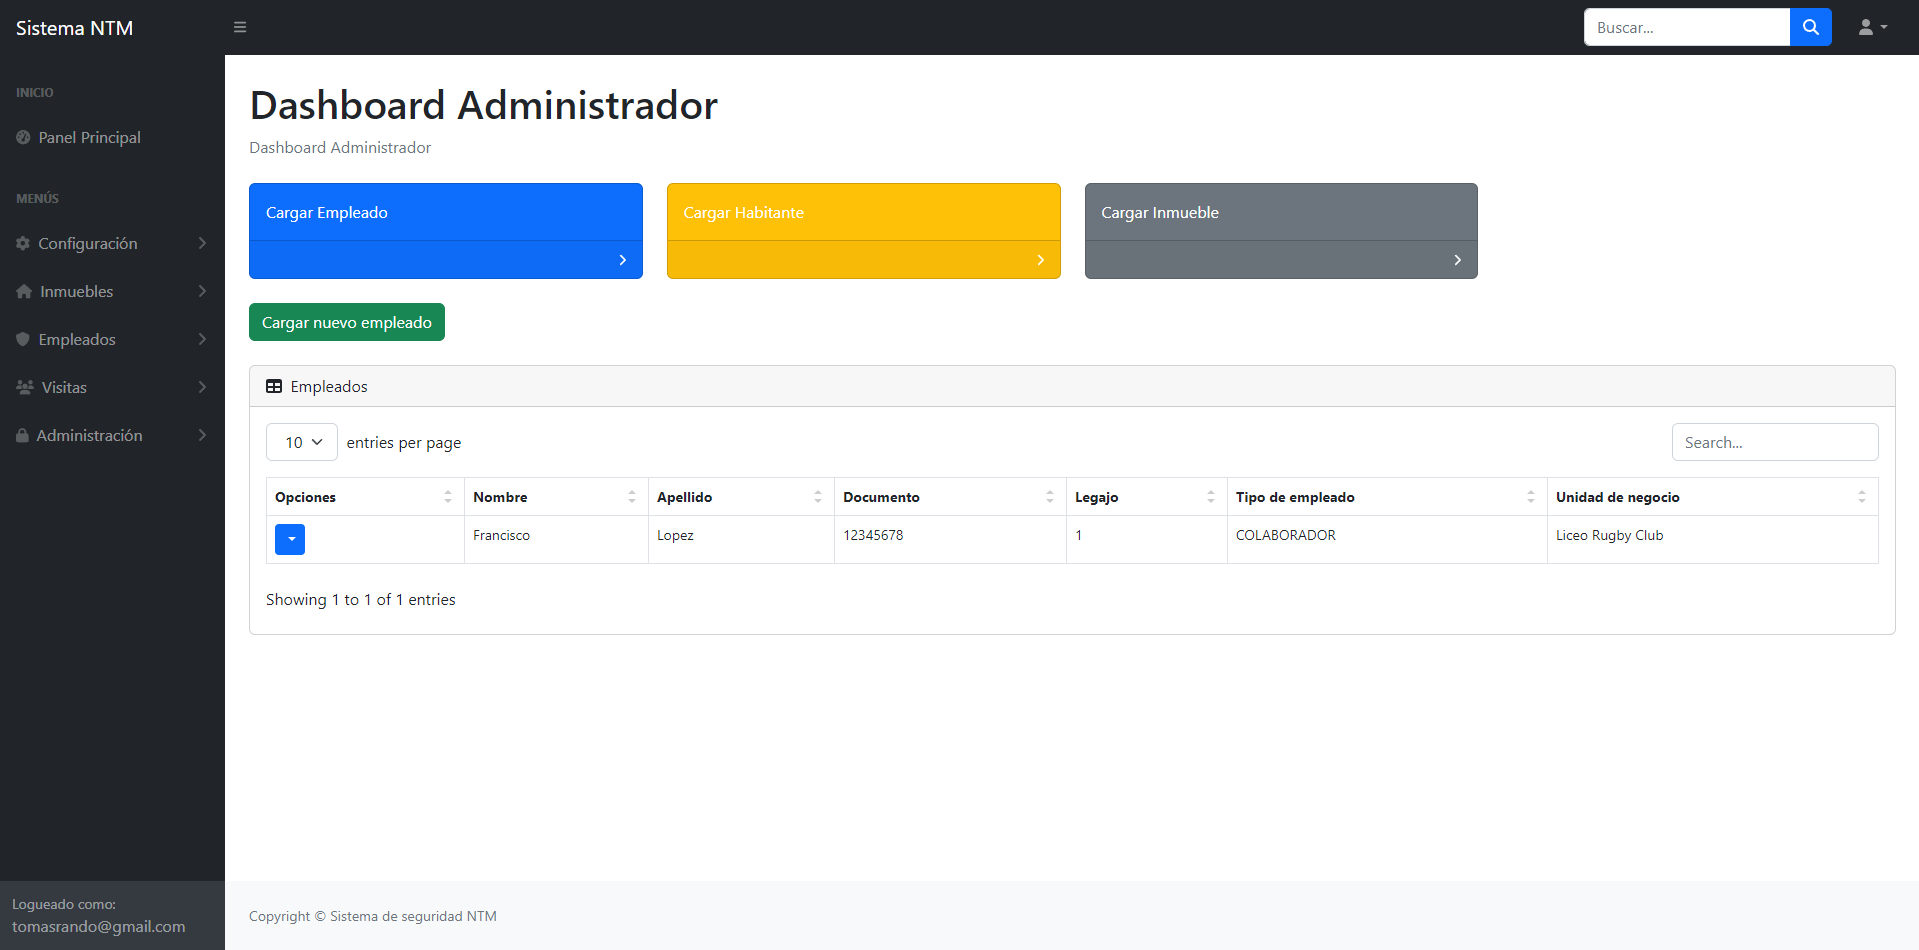 Sistema NTM
Buscar...
INICIO
Panel Principal
MENÚS
Configuración
Inmuebles
Empleados
Visitas
Administración
Logueado como:
tomasrando@gmail.com
Dashboard Administrador
Dashboard Administrador
Cargar Empleado
Cargar Habitante
Cargar Inmueble
Cargar nuevo empleado
Empleados
10 entries per page
Search...
Opciones Nombre Apellido Documento Legajo Tipo de empleado Unidad de negocio
Francisco Lopez 12345678 1 COLABORADOR Liceo Rugby Club
Showing 1 to 1 of 1 entries
Copyright © Sistema de seguridad NTM